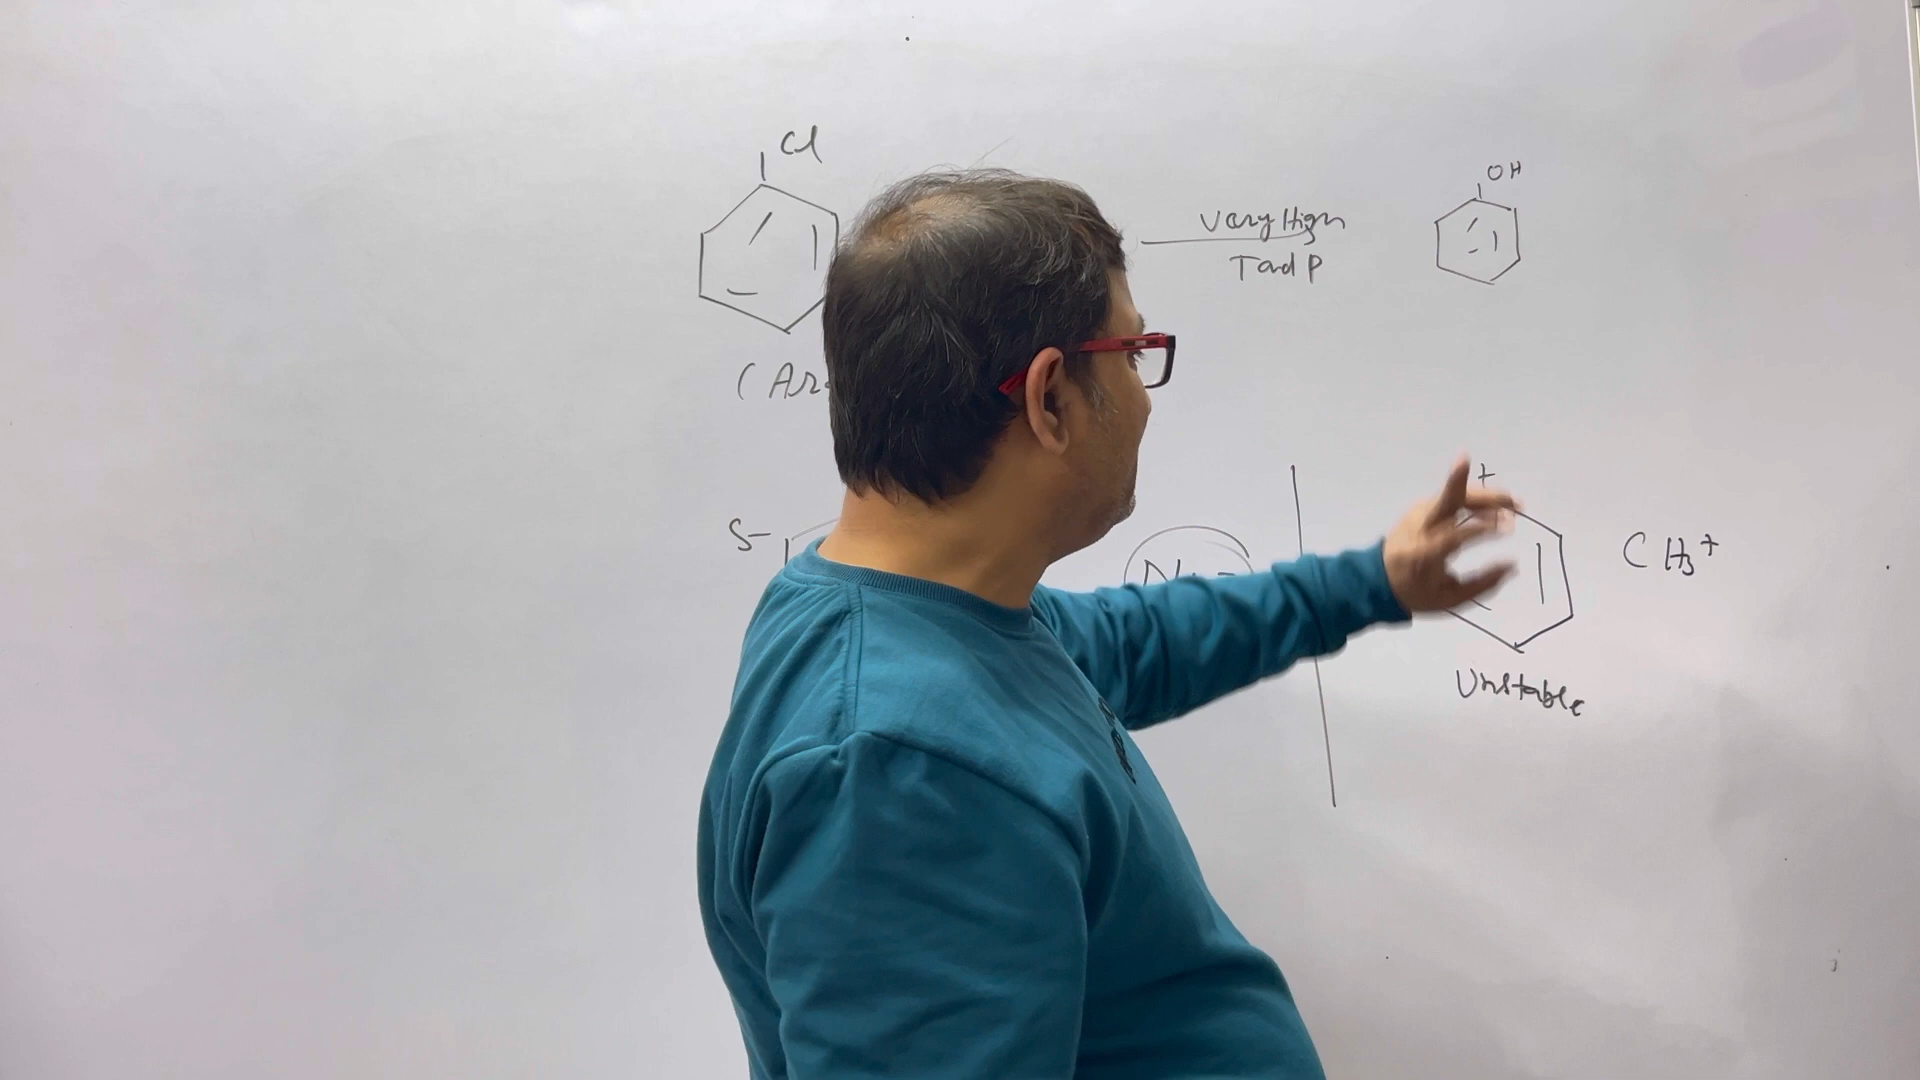 Cl
OH
Very High
T and P
(Ar
S-
+
CH3+
Unstable